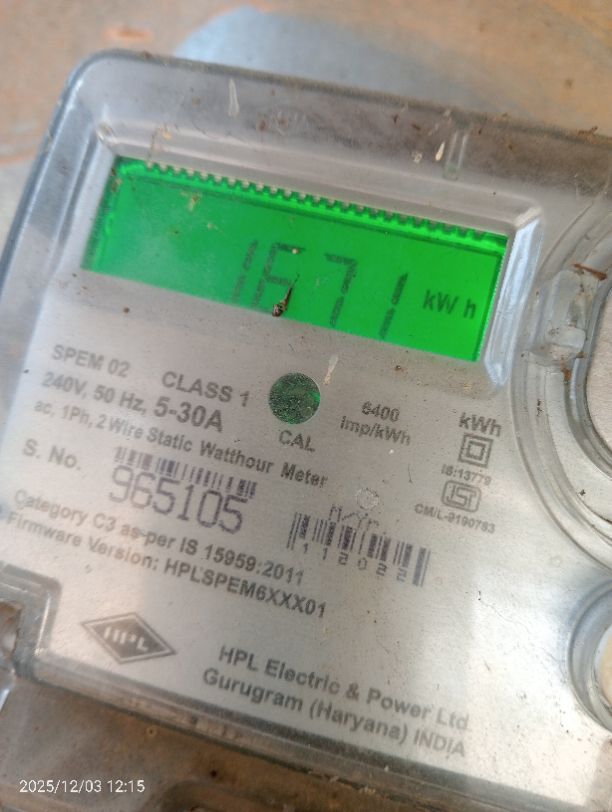 1671 kWh
SPEM 02 CLASS 1
240V, 50 Hz, 5-30A
ac, 1Ph, 2 Wire Static Watthour Meter
CAL
6400
imp/kWh
kWh
IS:13779
ISI
CM/L-9190793
S. No.
965105
M/Yr.
112022
Category C3 as-per IS 15959:2011
Firmware Version: HPLSPEM6XXX01
HPL
HPL Electric & Power Ltd
Gurugram (Haryana) INDIA
2025/12/03 12:15